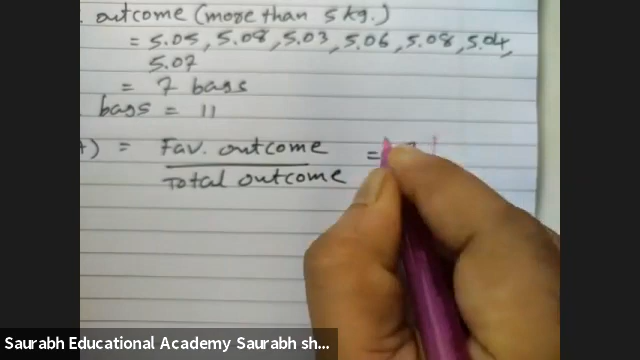 outcome (more than 5 kg.)
= 5.05, 5.08, 5.03, 5.06, 5.08, 5.04,
5.07
= 7 bags
bags = 11
) = Fav. outcome =
Total outcome
Saurabh Educational Academy Saurabh sh...